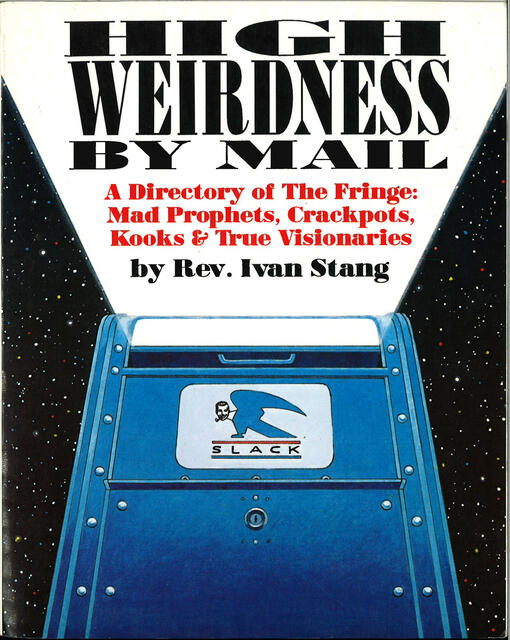 HIGH
WEIRDNESS
BY MAIL
A Directory of The Fringe:
Mad Prophets, Crackpots,
Kooks & True Visionaries
by Rev. Ivan Stang
SLACK